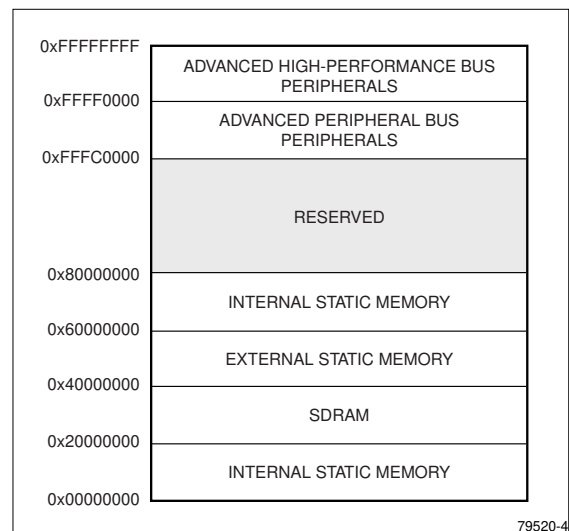 0xFFFFFFFF
ADVANCED HIGH-PERFORMANCE BUS
PERIPHERALS
0xFFFF0000
ADVANCED PERIPHERAL BUS
PERIPHERALS
0xFFFC0000
RESERVED
0x80000000
INTERNAL STATIC MEMORY
0x60000000
EXTERNAL STATIC MEMORY
0x40000000
SDRAM
0x20000000
INTERNAL STATIC MEMORY
0x00000000
79520-4